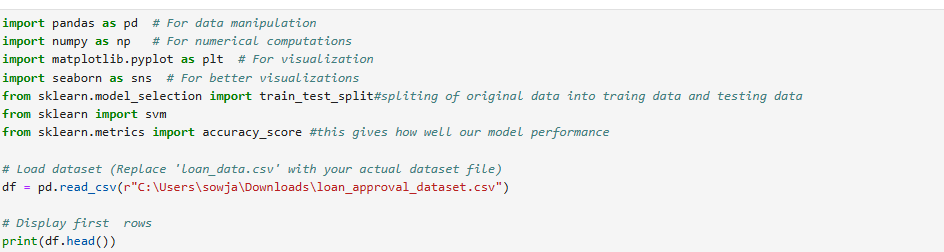 import pandas as pd  # For data manipulation
import numpy as np   # For numerical computations
import matplotlib.pyplot as plt  # For visualization
import seaborn as sns  # For better visualizations
from sklearn.model_selection import train_test_split#spliting of original data into traing data and testing data
from sklearn import svm
from sklearn.metrics import accuracy_score #this gives how well our model performance
# Load dataset (Replace 'loan_data.csv' with your actual dataset file)
df = pd.read_csv(r"C:\Users\sowja\Downloads\loan_approval_dataset.csv")
# Display first  rows
print(df.head())